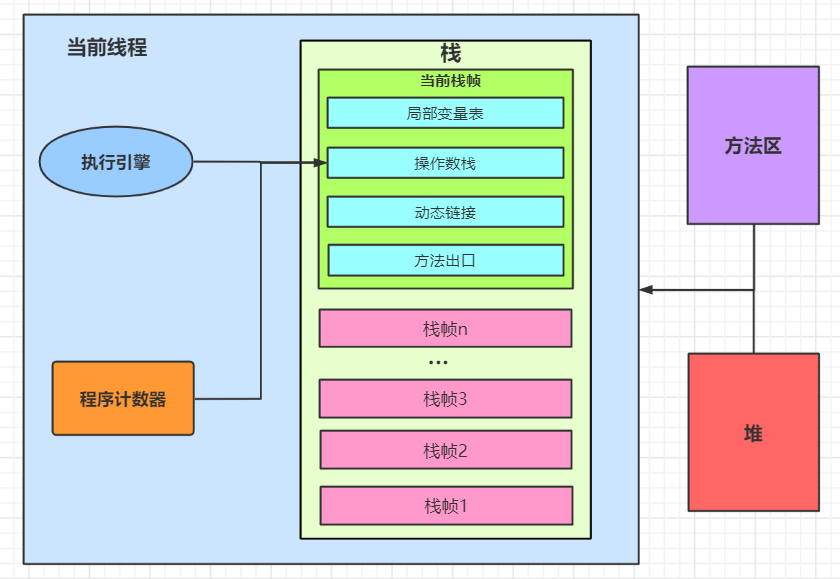 当前线程
栈
当前栈帧
局部变量表
操作数栈
动态链接
方法出口
栈帧n
...
栈帧3
栈帧2
栈帧1
执行引擎
程序计数器
方法区
堆